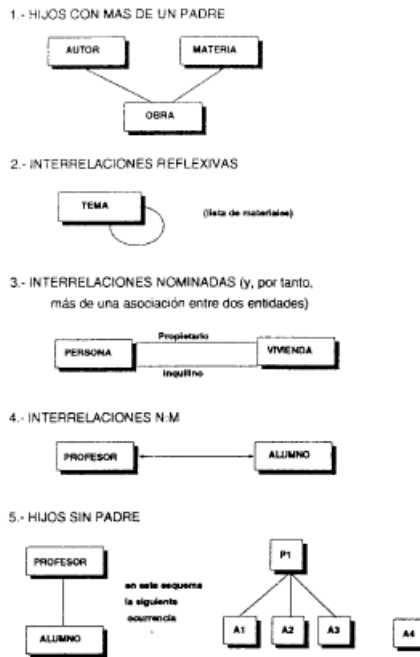 1.- HIJOS CON MAS DE UN PADRE
AUTOR
MATERIA
OBRA
2.- INTERRELACIONES REFLEXIVAS
TEMA
(lista de materiales)
3.- INTERRELACIONES NOMINADAS (y, por tanto,
más de una asociación entre dos entidades)
Propietario
PERSONA
VIVIENDA
Inquilino
4.- INTERRELACIONES N:M
PROFESOR
ALUMNO
5.- HIJOS SIN PADRE
PROFESOR
P1
en este esquema
la siguiente
ocurrencia
ALUMNO
A1
A2
A3
A4